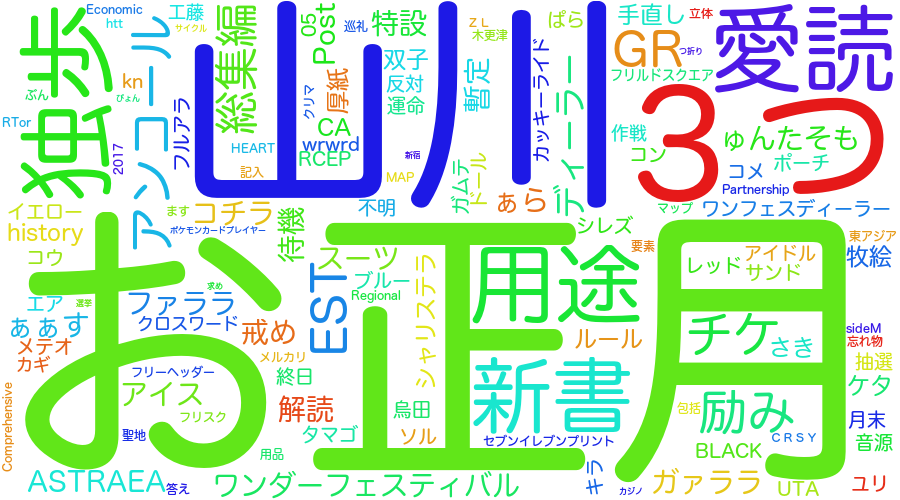 Economic
htt
工藤
サイクル
巡礼
05
Post
特設
ＺＬ
木更津
ぱら
手直し
立体
つ折り
GR
愛読
独歩
アンコール
kn
ぴょん
ぶん
RTor
2017
フルアラ
総集編
山川
クリマ
厚紙
双子
反対
運命
CA
wrwrd
RCEP
HEART
新宿
記入
MAP
暫定
ガムテ
ドール
カッキーライド
ディーラー
フリルドスクエア
作戦
コン
3つ
ゅんたそも
コメ
ポーチ
Partnership
マップ
ワンフェスディーラー
イエロー
history
コウ
ます
コチラ
ポケモンカードプレイヤー
待機
不明
ぁら
シレズ
要素
東アジア
アイドル
サンド
牧絵
レッド
お正月
求め
スーツ
EST
ブルー
Regional
シャリステラ
用途
チケ
さき
sideM
忘れ物
抽選
エア
選挙
ファララ
クロスワード
ぁぁす
メテオ
カギ
戒め
メルカリ
ルール
フリーヘッダー
終日
アイス
フリスク
解読
烏田
新書
励み
包括
ケタ
月末
音源
Comprehensive
聖地
タマゴ
ソル
セブンイレブンプリント
ＣＲＳＹ
BLACK
用品
ASTRAEA
答え
ワンダーフェスティバル
キラ
カジノ
ガァララ
UTA
ユリ